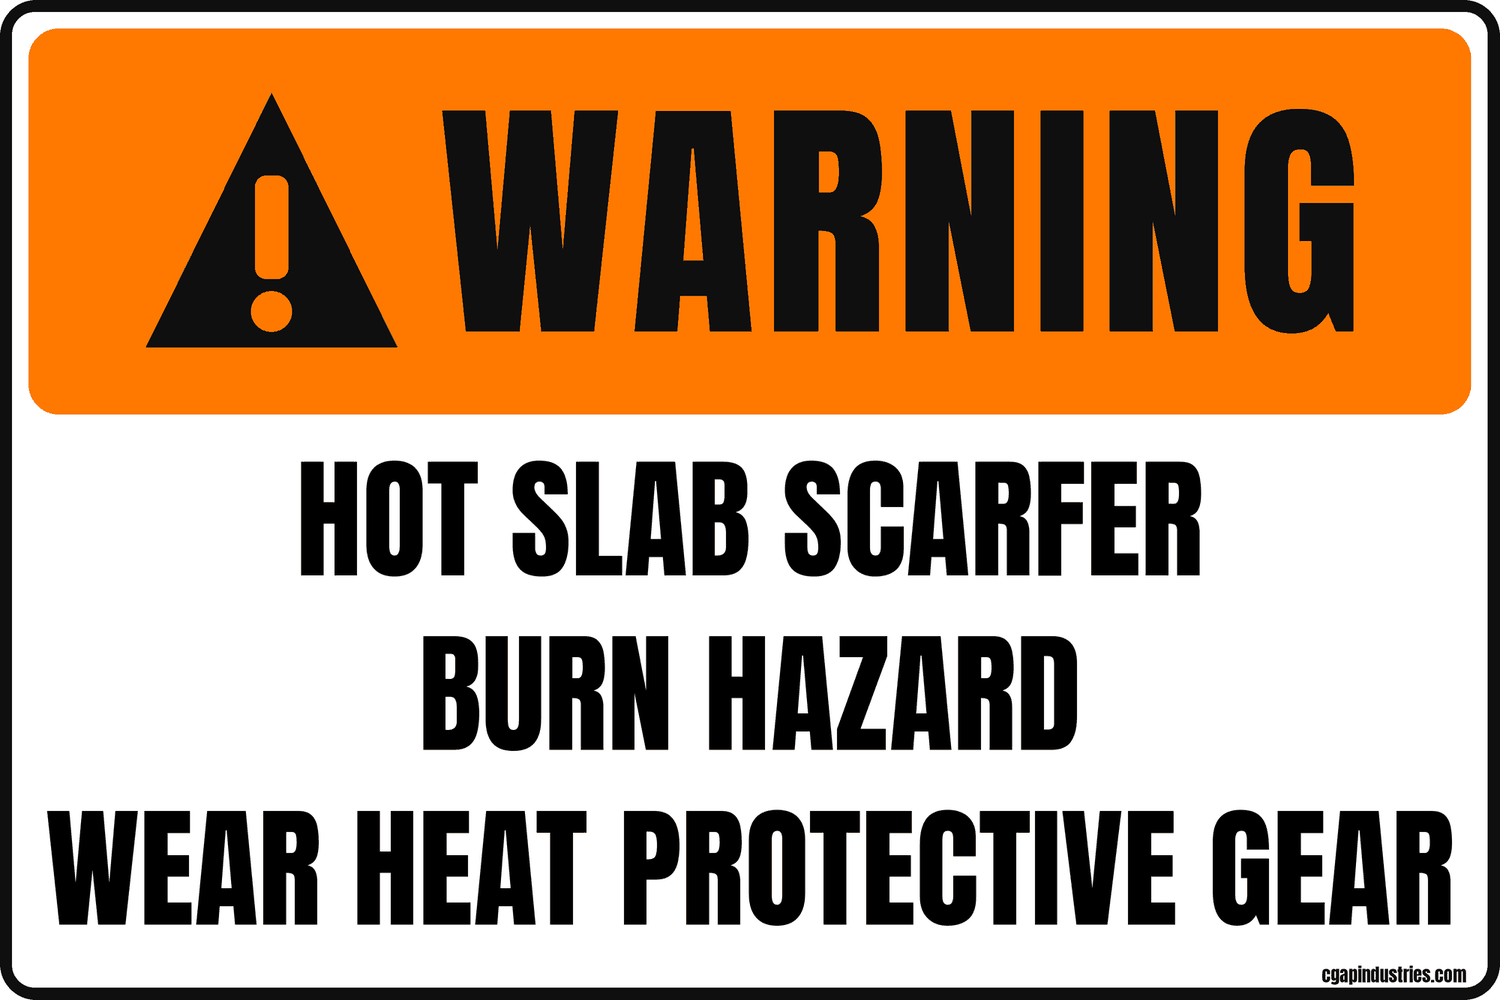 WARNING
HOT SLAB SCARFER
BURN HAZARD
WEAR HEAT PROTECTIVE GEAR
cgapindustries.com